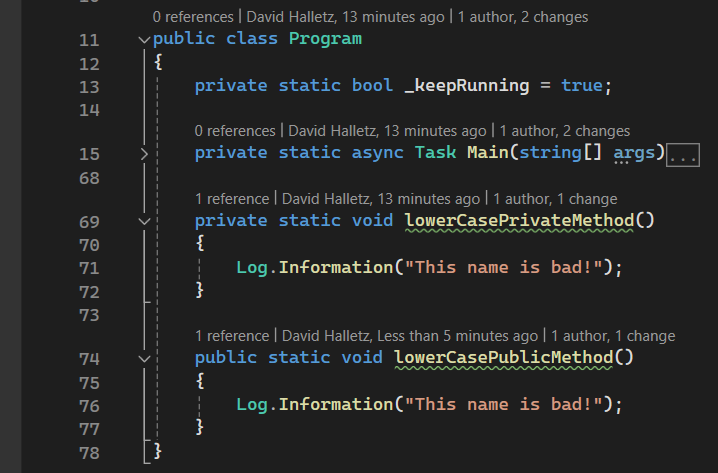 0 references | David Halletz, 13 minutes ago | 1 author, 2 changes
11 public class Program
12 {
13 private static bool _keepRunning = true;
14
0 references | David Halletz, 13 minutes ago | 1 author, 2 changes
15 private static async Task Main(string[] args)...
68
1 reference | David Halletz, 13 minutes ago | 1 author, 1 change
69 private static void lowerCasePrivateMethod()
70 {
71 Log.Information("This name is bad!");
72 }
73
1 reference | David Halletz, Less than 5 minutes ago | 1 author, 1 change
74 public static void lowerCasePublicMethod()
75 {
76 Log.Information("This name is bad!");
77 }
78 }